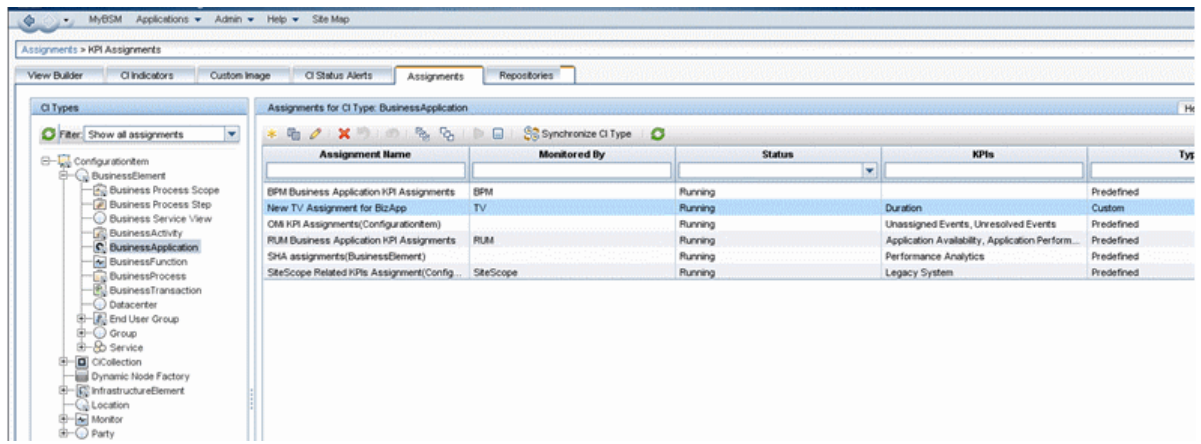 MyBSM Applications Admin Help Site Map
Assignments > KPI Assignments
View Builder CI Indicators Custom Image CI Status Alerts Assignments Repositories
CI Types
Filter: Show all assignments
ConfigurationItem
BusinessElement
Business Process Scope
Business Process Step
Business Service View
BusinessActivity
BusinessApplication
BusinessFunction
BusinessProcess
BusinessTransaction
Datacenter
End User Group
Group
Service
CiCollection
Dynamic Node Factory
InfrastructureElement
Location
Monitor
Party
Assignments for CI Type: BusinessApplication He
Synchronize CI Type
Assignment Name Monitored By Status KPIs Typ
BPM Business Application KPI Assignments BPM Running Predefined
New TV Assignment for BizApp TV Running Duration Custom
OMi KPI Assignments(ConfigurationItem) Running Unassigned Events, Unresolved Events Predefined
RUM Business Application KPI Assignments RUM Running Application Availability, Application Perform... Predefined
SHA assignments(BusinessElement) Running Performance Analytics Predefined
SiteScope Related KPIs Assignment(Config... SiteScope Running Legacy System Predefined